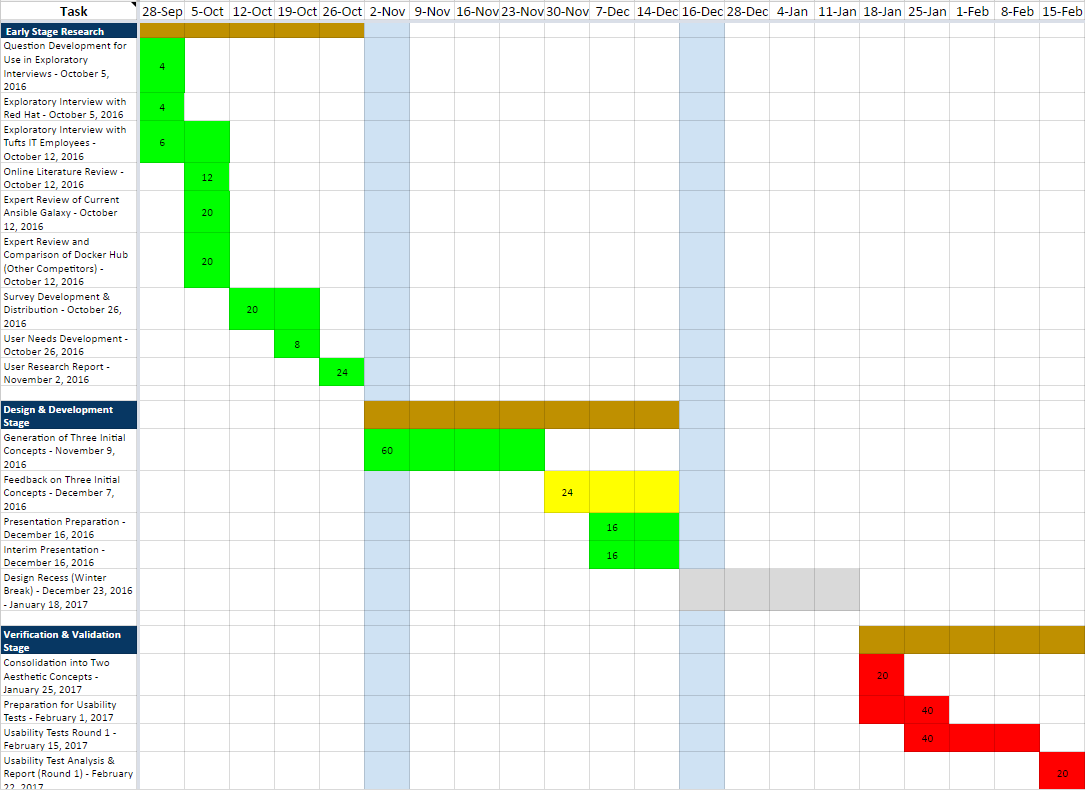 Task 28-Sep 5-Oct 12-Oct 19-Oct 26-Oct 2-Nov 9-Nov 16-Nov 23-Nov 30-Nov 7-Dec 14-Dec 16-Dec 28-Dec 4-Jan 11-Jan 18-Jan 25-Jan 1-Feb 8-Feb 15-Feb
Early Stage Research
Question Development for
Use in Exploratory
Interviews - October 5,
2016
4
Exploratory Interview with
Red Hat - October 5, 2016
4
Exploratory Interview with
Tufts IT Employees -
October 12, 2016
6
Online Literature Review -
October 12, 2016
12
Expert Review of Current
Ansible Galaxy - October
12, 2016
20
Expert Review and
Comparison of Docker Hub
(Other Competitors) -
October 12, 2016
20
Survey Development &
Distribution - October 26,
2016
20
User Needs Development -
October 26, 2016
8
User Research Report -
November 2, 2016
24
Design & Development
Stage
Generation of Three Initial
Concepts - November 9,
2016
60
Feedback on Three Initial
Concepts - December 7,
2016
24
Presentation Preparation -
December 16, 2016
16
Interim Presentation -
December 16, 2016
16
Design Recess (Winter
Break) - December 23, 2016
- January 18, 2017
Verification & Validation
Stage
Consolidation into Two
Aesthetic Concepts -
January 25, 2017
20
Preparation for Usability
Tests - February 1, 2017
40
Usability Tests Round 1 -
February 15, 2017
40
Usability Test Analysis &
Report (Round 1) - February
22, 2017
20